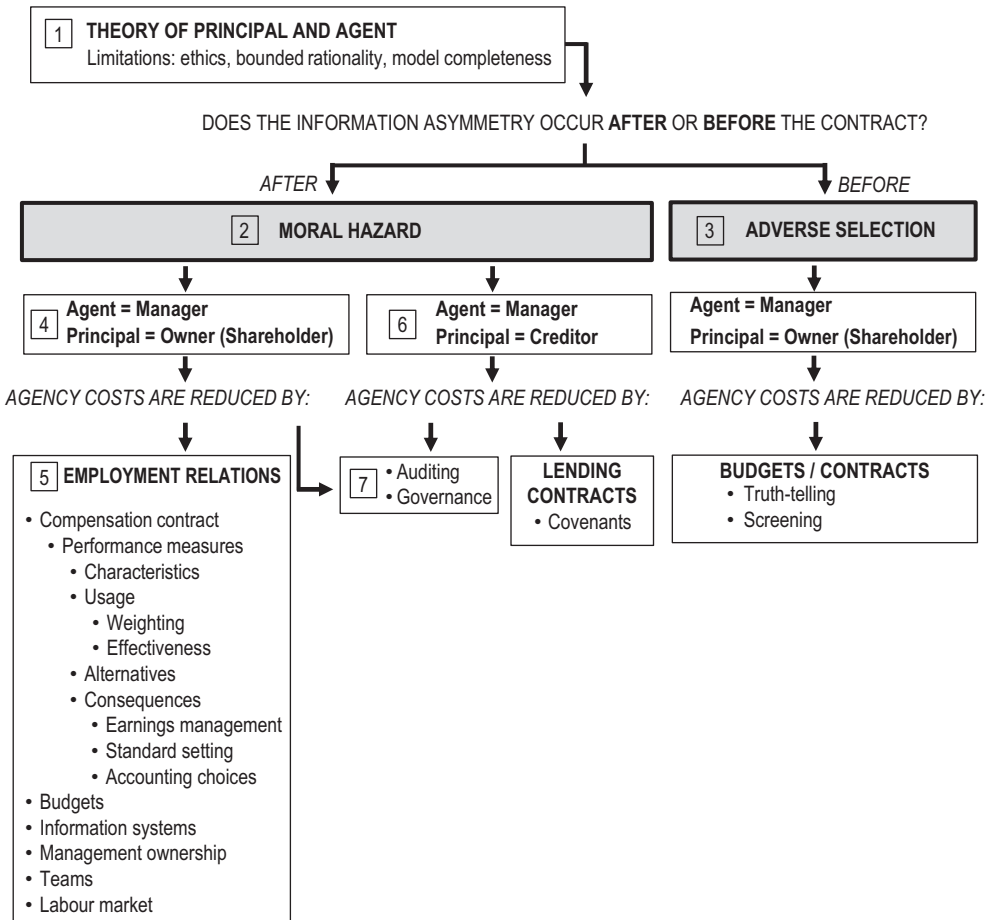 1 THEORY OF PRINCIPAL AND AGENT
Limitations: ethics, bounded rationality, model completeness
DOES THE INFORMATION ASYMMETRY OCCUR AFTER OR BEFORE THE CONTRACT?
AFTER
BEFORE
2 MORAL HAZARD
3 ADVERSE SELECTION
4 Agent = Manager
Principal = Owner (Shareholder)
6 Agent = Manager
Principal = Creditor
Agent = Manager
Principal = Owner (Shareholder)
AGENCY COSTS ARE REDUCED BY:
AGENCY COSTS ARE REDUCED BY:
AGENCY COSTS ARE REDUCED BY:
5 EMPLOYMENT RELATIONS
• Compensation contract
• Performance measures
• Characteristics
• Usage
• Weighting
• Effectiveness
• Alternatives
• Consequences
• Earnings management
• Standard setting
• Accounting choices
• Budgets
• Information systems
• Management ownership
• Teams
• Labour market
7 • Auditing
• Governance
LENDING
CONTRACTS
• Covenants
BUDGETS / CONTRACTS
• Truth-telling
• Screening